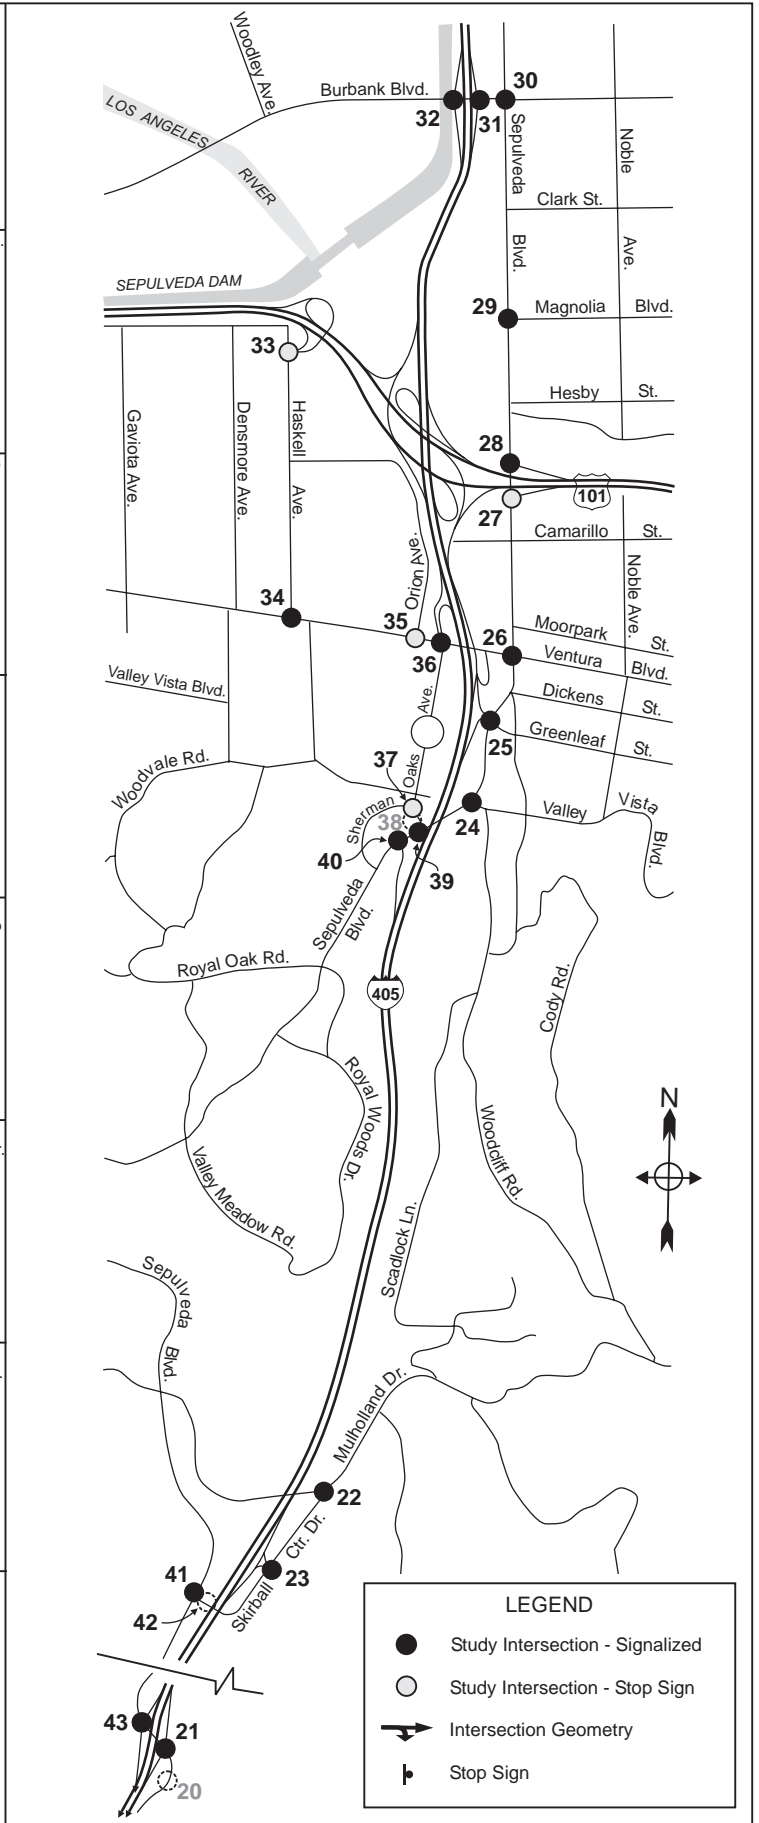 Woodley Ave.
Burbank Blvd.
30
32
31
LOS ANGELES
RIVER
Sepulveda
Blvd.
Noble
Ave.
Clark St.
SEPULVEDA DAM
29
Magnolia Blvd.
33
Hesby St.
Gaviota Ave.
Densmore Ave.
Haskell
Ave.
28
101
27
Camarillo St.
Orion Ave.
Noble Ave.
34
35
36
26
Moorpark St.
Ventura Blvd.
Valley Vista Blvd.
Dickens St.
Ave.
25
Greenleaf St.
Woodvale Rd.
37
Oaks
Sherman
38
24
Valley Vista
Blvd.
40
39
Sepulveda
Blvd.
Royal Oak Rd.
405
Cody Rd.
Royal Woods Dr.
N
Woodcliff Rd.
Valley Meadow Rd.
Scadlock Ln.
Sepulveda
Blvd.
Mulholland Dr.
22
Ctr. Dr.
41
23
42
Skirball
43
21
20
LEGEND
Study Intersection - Signalized
Study Intersection - Stop Sign
Intersection Geometry
Stop Sign